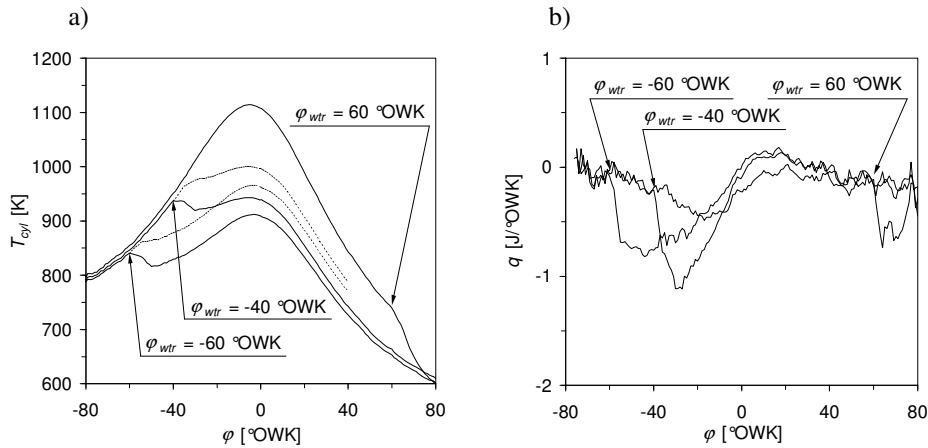 a)
1200
1100
1000
900
800
700
600
T_cyl [K]
φ_wtr = 60 °OWK
φ_wtr = -40 °OWK
φ_wtr = -60 °OWK
-80 -40 0 40 80
φ [°OWK]
b)
1
0
-1
-2
q [J/°OWK]
φ_wtr = -60 °OWK
φ_wtr = 60 °OWK
φ_wtr = -40 °OWK
-80 -40 0 40 80
φ [°OWK]